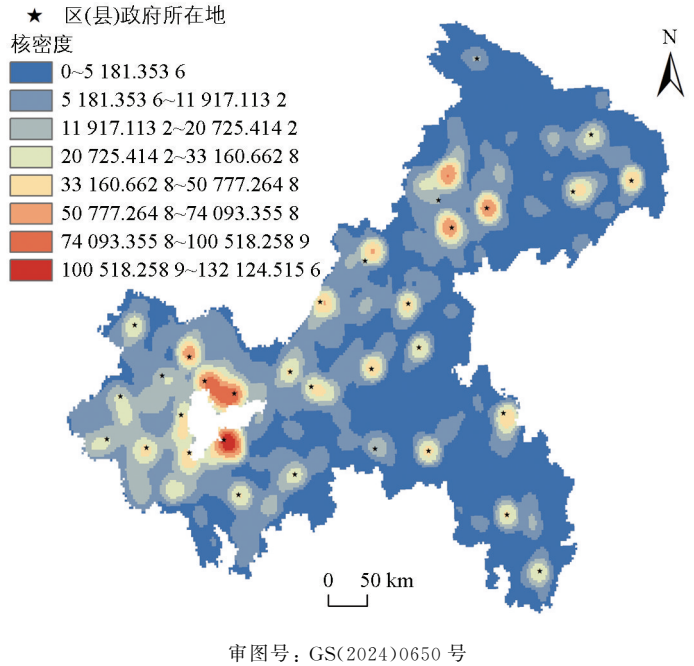 ★ 区(县)政府所在地
核密度
0~5 181.353 6
5 181.353 6~11 917.113 2
11 917.113 2~20 725.414 2
20 725.414 2~33 160.662 8
33 160.662 8~50 777.264 8
50 777.264 8~74 093.355 8
74 093.355 8~100 518.258 9
100 518.258 9~132 124.515 6
N
0 50 km
审图号：GS(2024)0650 号